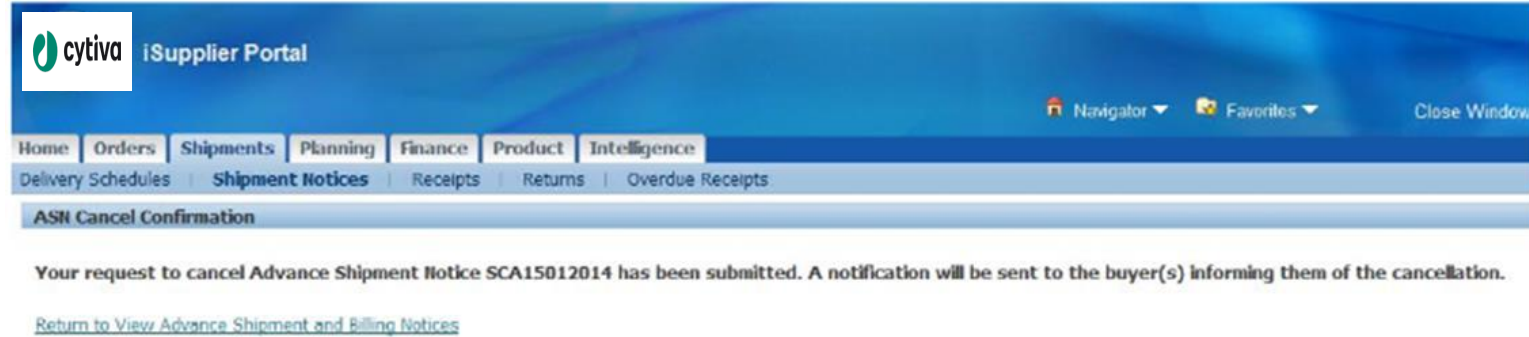 cytiva iSupplier Portal
Navigator Favorites Close Window
Home Orders Shipments Planning Finance Product Intelligence
Delivery Schedules | Shipment Notices | Receipts | Returns | Overdue Receipts
ASN Cancel Confirmation
Your request to cancel Advance Shipment Notice SCA15012014 has been submitted. A notification will be sent to the buyer(s) informing them of the cancellation.
Return to View Advance Shipment and Billing Notices